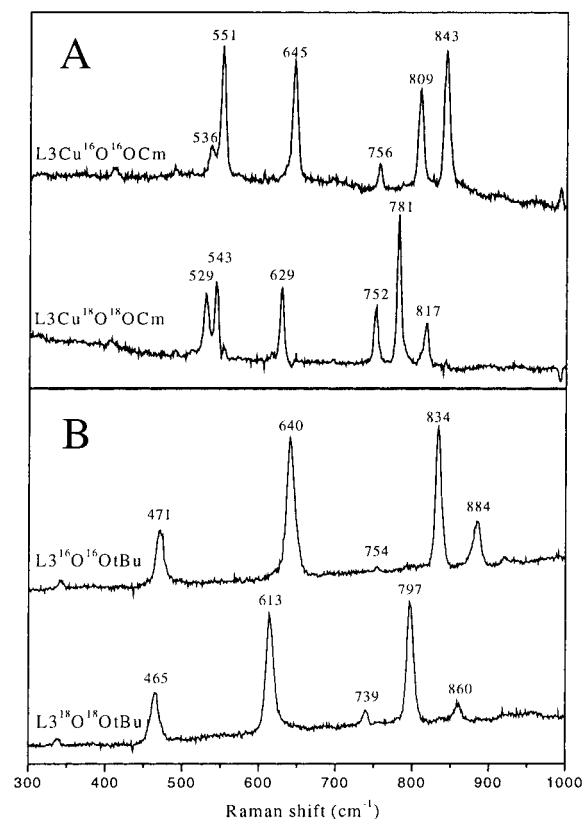 A
551
645
843
809
536
756
L3Cu¹⁶O¹⁶OCm
781
543
529
629
752
817
L3Cu¹⁸O¹⁸OCm
B
640
834
884
471
754
L3¹⁶O¹⁶OtBu
613
797
465
739
860
L3¹⁸O¹⁸OtBu
300 400 500 600 700 800 900 1000
Raman shift (cm⁻¹)